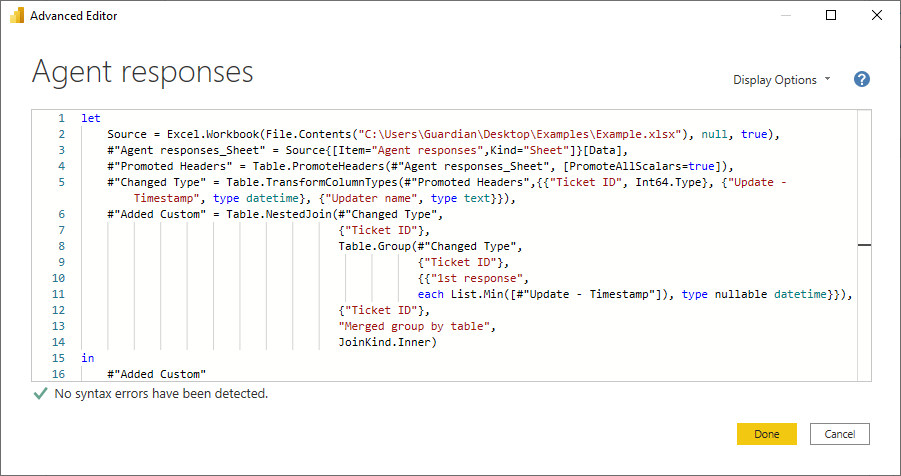 Advanced Editor
Agent responses
Display Options
?
1 let
2 Source = Excel.Workbook(File.Contents("C:\Users\Guardian\Desktop\Examples\Example.xlsx"), null, true),
3 #"Agent responses_Sheet" = Source{[Item="Agent responses",Kind="Sheet"]}[Data],
4 #"Promoted Headers" = Table.PromoteHeaders(#"Agent responses_Sheet", [PromoteAllScalars=true]),
5 #"Changed Type" = Table.TransformColumnTypes(#"Promoted Headers",{{"Ticket ID", Int64.Type}, {"Update -
Timestamp", type datetime}, {"Updater name", type text}}),
6 #"Added Custom" = Table.NestedJoin(#"Changed Type",
7 {"Ticket ID"},
8 Table.Group(#"Changed Type",
9 {"Ticket ID"},
10 {{"1st response",
11 each List.Min([#"Update - Timestamp"]), type nullable datetime}}),
12 {"Ticket ID"},
13 "Merged group by table",
14 JoinKind.Inner)
15 in
16 #"Added Custom"
No syntax errors have been detected.
Done
Cancel